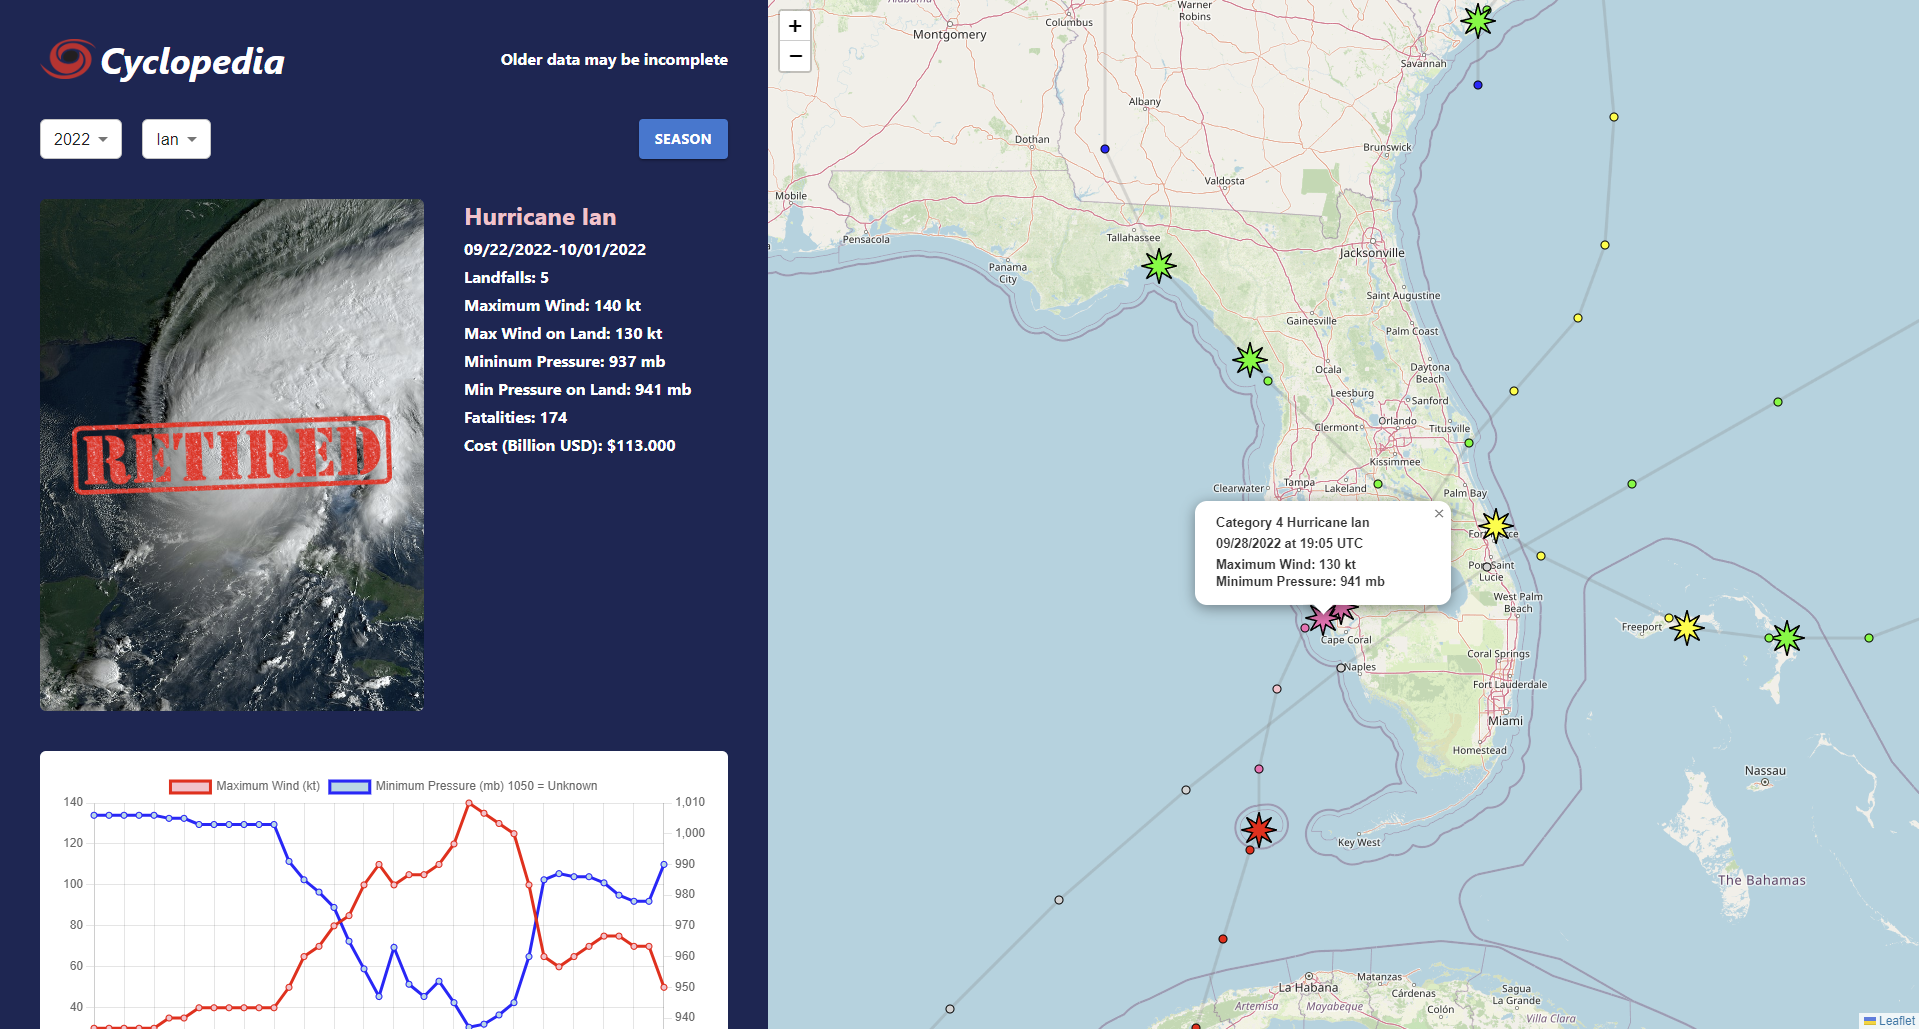 Cyclopedia
Older data may be incomplete
2022
Ian
SEASON
RETIRED
Hurricane Ian
09/22/2022-10/01/2022
Landfalls: 5
Maximum Wind: 140 kt
Max Wind on Land: 130 kt
Mininum Pressure: 937 mb
Min Pressure on Land: 941 mb
Fatalities: 174
Cost (Billion USD): $113.000
Maximum Wind (kt)
Minimum Pressure (mb) 1050 = Unknown
140
120
100
80
60
40
1,010
1,000
990
980
970
960
950
940
+
−
Alabama
Columbus
Warner
Robins
Montgomery
Savannah
Albany
Dothan
Brunswick
Valdosta
Mobile
Tallahassee
Pensacola
Jacksonville
Panama
City
Saint Augustine
Gainesville
Palm Coast
Ocala
Daytona
Beach
Leesburg
Sanford
Clermont
Orlando
Titusville
Kissimmee
Clearwater
Tampa
Lakeland
Palm Bay
Category 4 Hurricane Ian
×
09/28/2022 at 19:05 UTC
Maximum Wind: 130 kt
Minimum Pressure: 941 mb
Port Saint
Lucie
West Palm
Beach
Freeport
Cape Coral
Coral Springs
Naples
Fort Lauderdale
Miami
Homestead
Nassau
Key West
The Bahamas
La Habana
Matanzas
Cárdenas
Sagua
La Grande
Artemisa
Mayabeque
Colón
Villa Clara
Leaflet